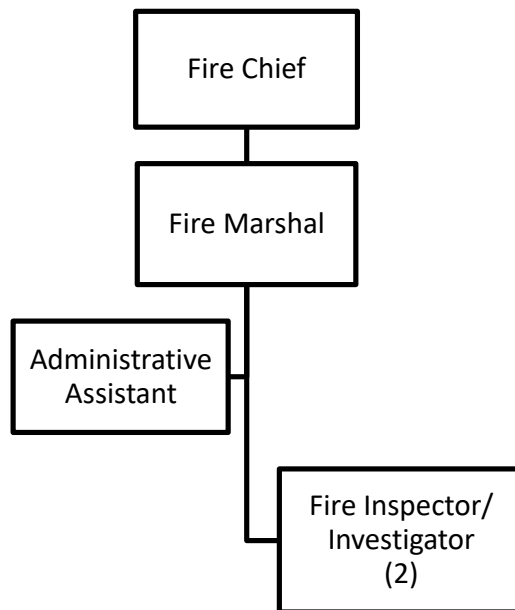 Fire Chief
Fire Marshal
Administrative
Assistant
Fire Inspector/
Investigator
(2)